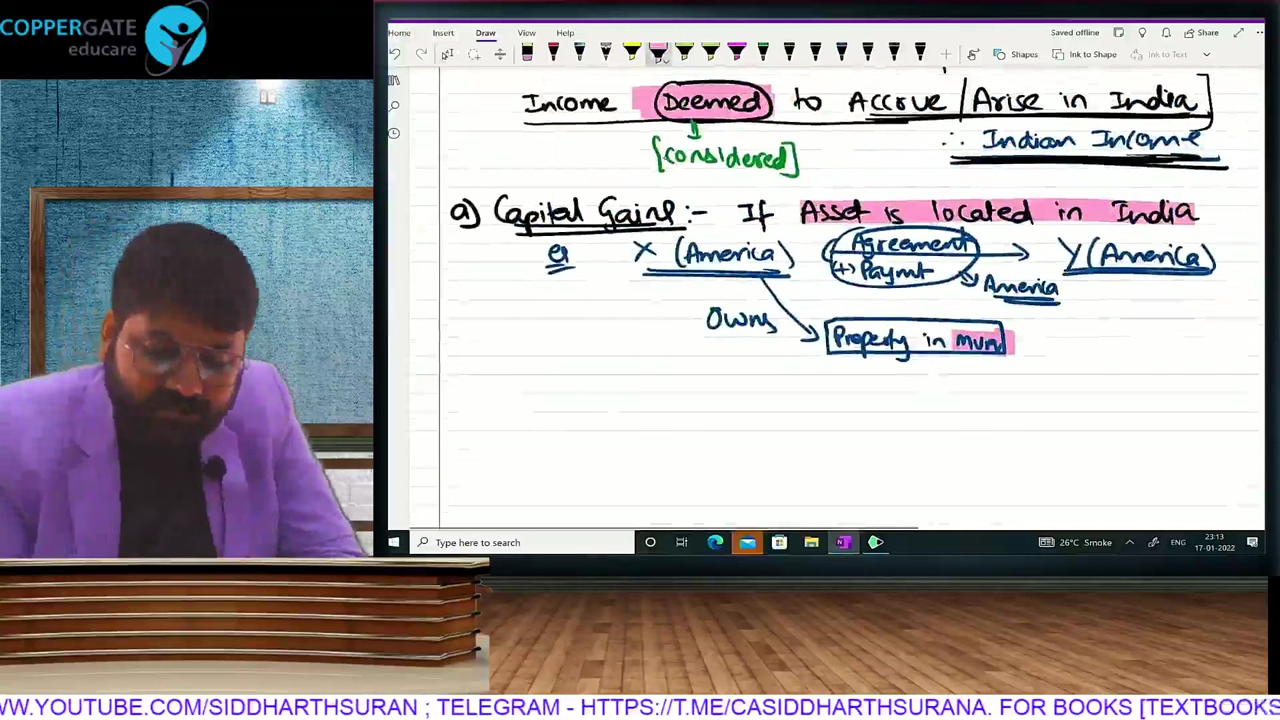 COPPERGATE
educare
Home Insert Draw View Help
Saved offline
Share
Shapes
Ink to Shape
Ink to Text
Income Deemed to Accrue / Arise in India
[considered]
∴ Indian Income
a) Capital Gains :- If Asset is located in India
eg X (America) Agreement Y (America)
(+) Paymt
America
Owns
Property in mum
Type here to search
26°C Smoke
ENG
23:13
17-01-2022
WW.YOUTUBE.COM/SIDDHARTHSURAN ; TELEGRAM - HTTPS://T.ME/CASIDDHARTHSURANA. FOR BOOKS [TEXTBOOKS